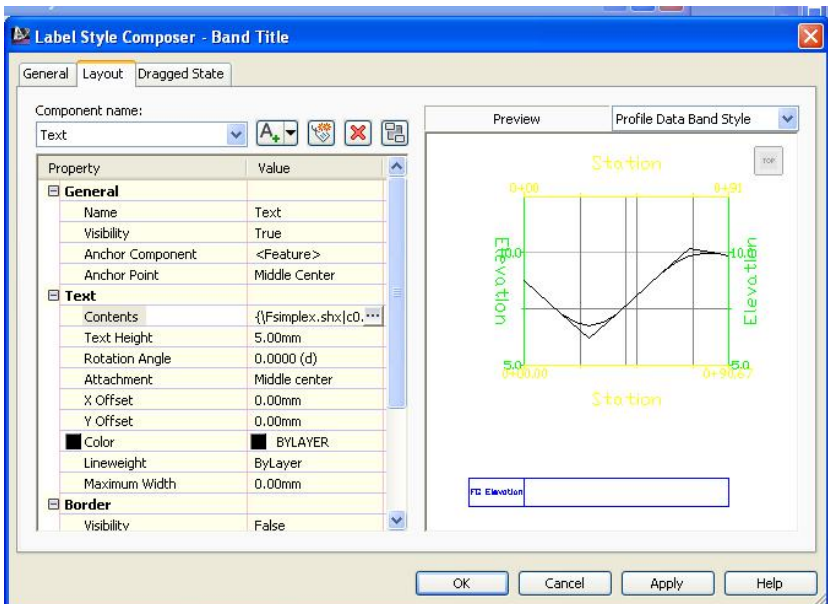 Label Style Composer - Band Title
General Layout Dragged State
Component name:
Text
Property Value
General
Name Text
Visibility True
Anchor Component <Feature>
Anchor Point Middle Center
Text
Contents {\Fsimplex.shx|c0. ...
Text Height 5.00mm
Rotation Angle 0.0000 (d)
Attachment Middle center
X Offset 0.00mm
Y Offset 0.00mm
Color BYLAYER
Lineweight ByLayer
Maximum Width 0.00mm
Border
Visibility False
Preview Profile Data Band Style
Station
TOP
0+00 0+91
Elevation
10.0 Elevation
5.0 5.0
0+00.00
Station
FG Elevation
OK Cancel Apply Help